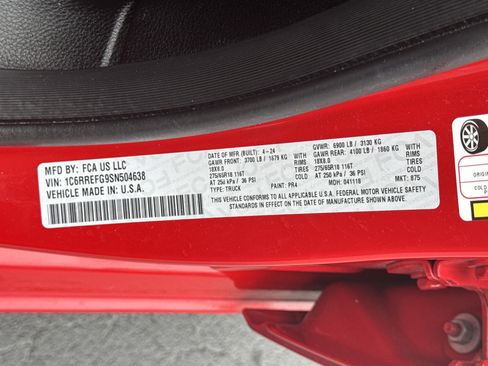 MFD BY: FCA US LLC
VIN: 1C6RREFG9SN504638
VEHICLE MADE IN: U.S.A.
DATE OF MFR (BUILT): 4-24
GAWR FRONT: 3700 LB / 1679 KG
18X8.0 RIMS
275/65R18 116T TIRES
AT 250 kPa / 36 PSI COLD
TYPE: TRUCK PAINT: PR4
GVWR: 6900 LB / 3130 KG
GAWR REAR: 4100 LB / 1860 KG
18X8.0 RIMS
275/65R18 116T TIRES
AT 250 kPa / 36 PSI COLD
MDH: 041118 MKT: 875
THIS VEHICLE CONFORMS TO ALL APPLICABLE U.S.A. FEDERAL MOTOR VEHICLE SAFETY
STANDARDS IN EFFECT ON THE DATE OF MANUFACTURE SHOWN ABOVE.